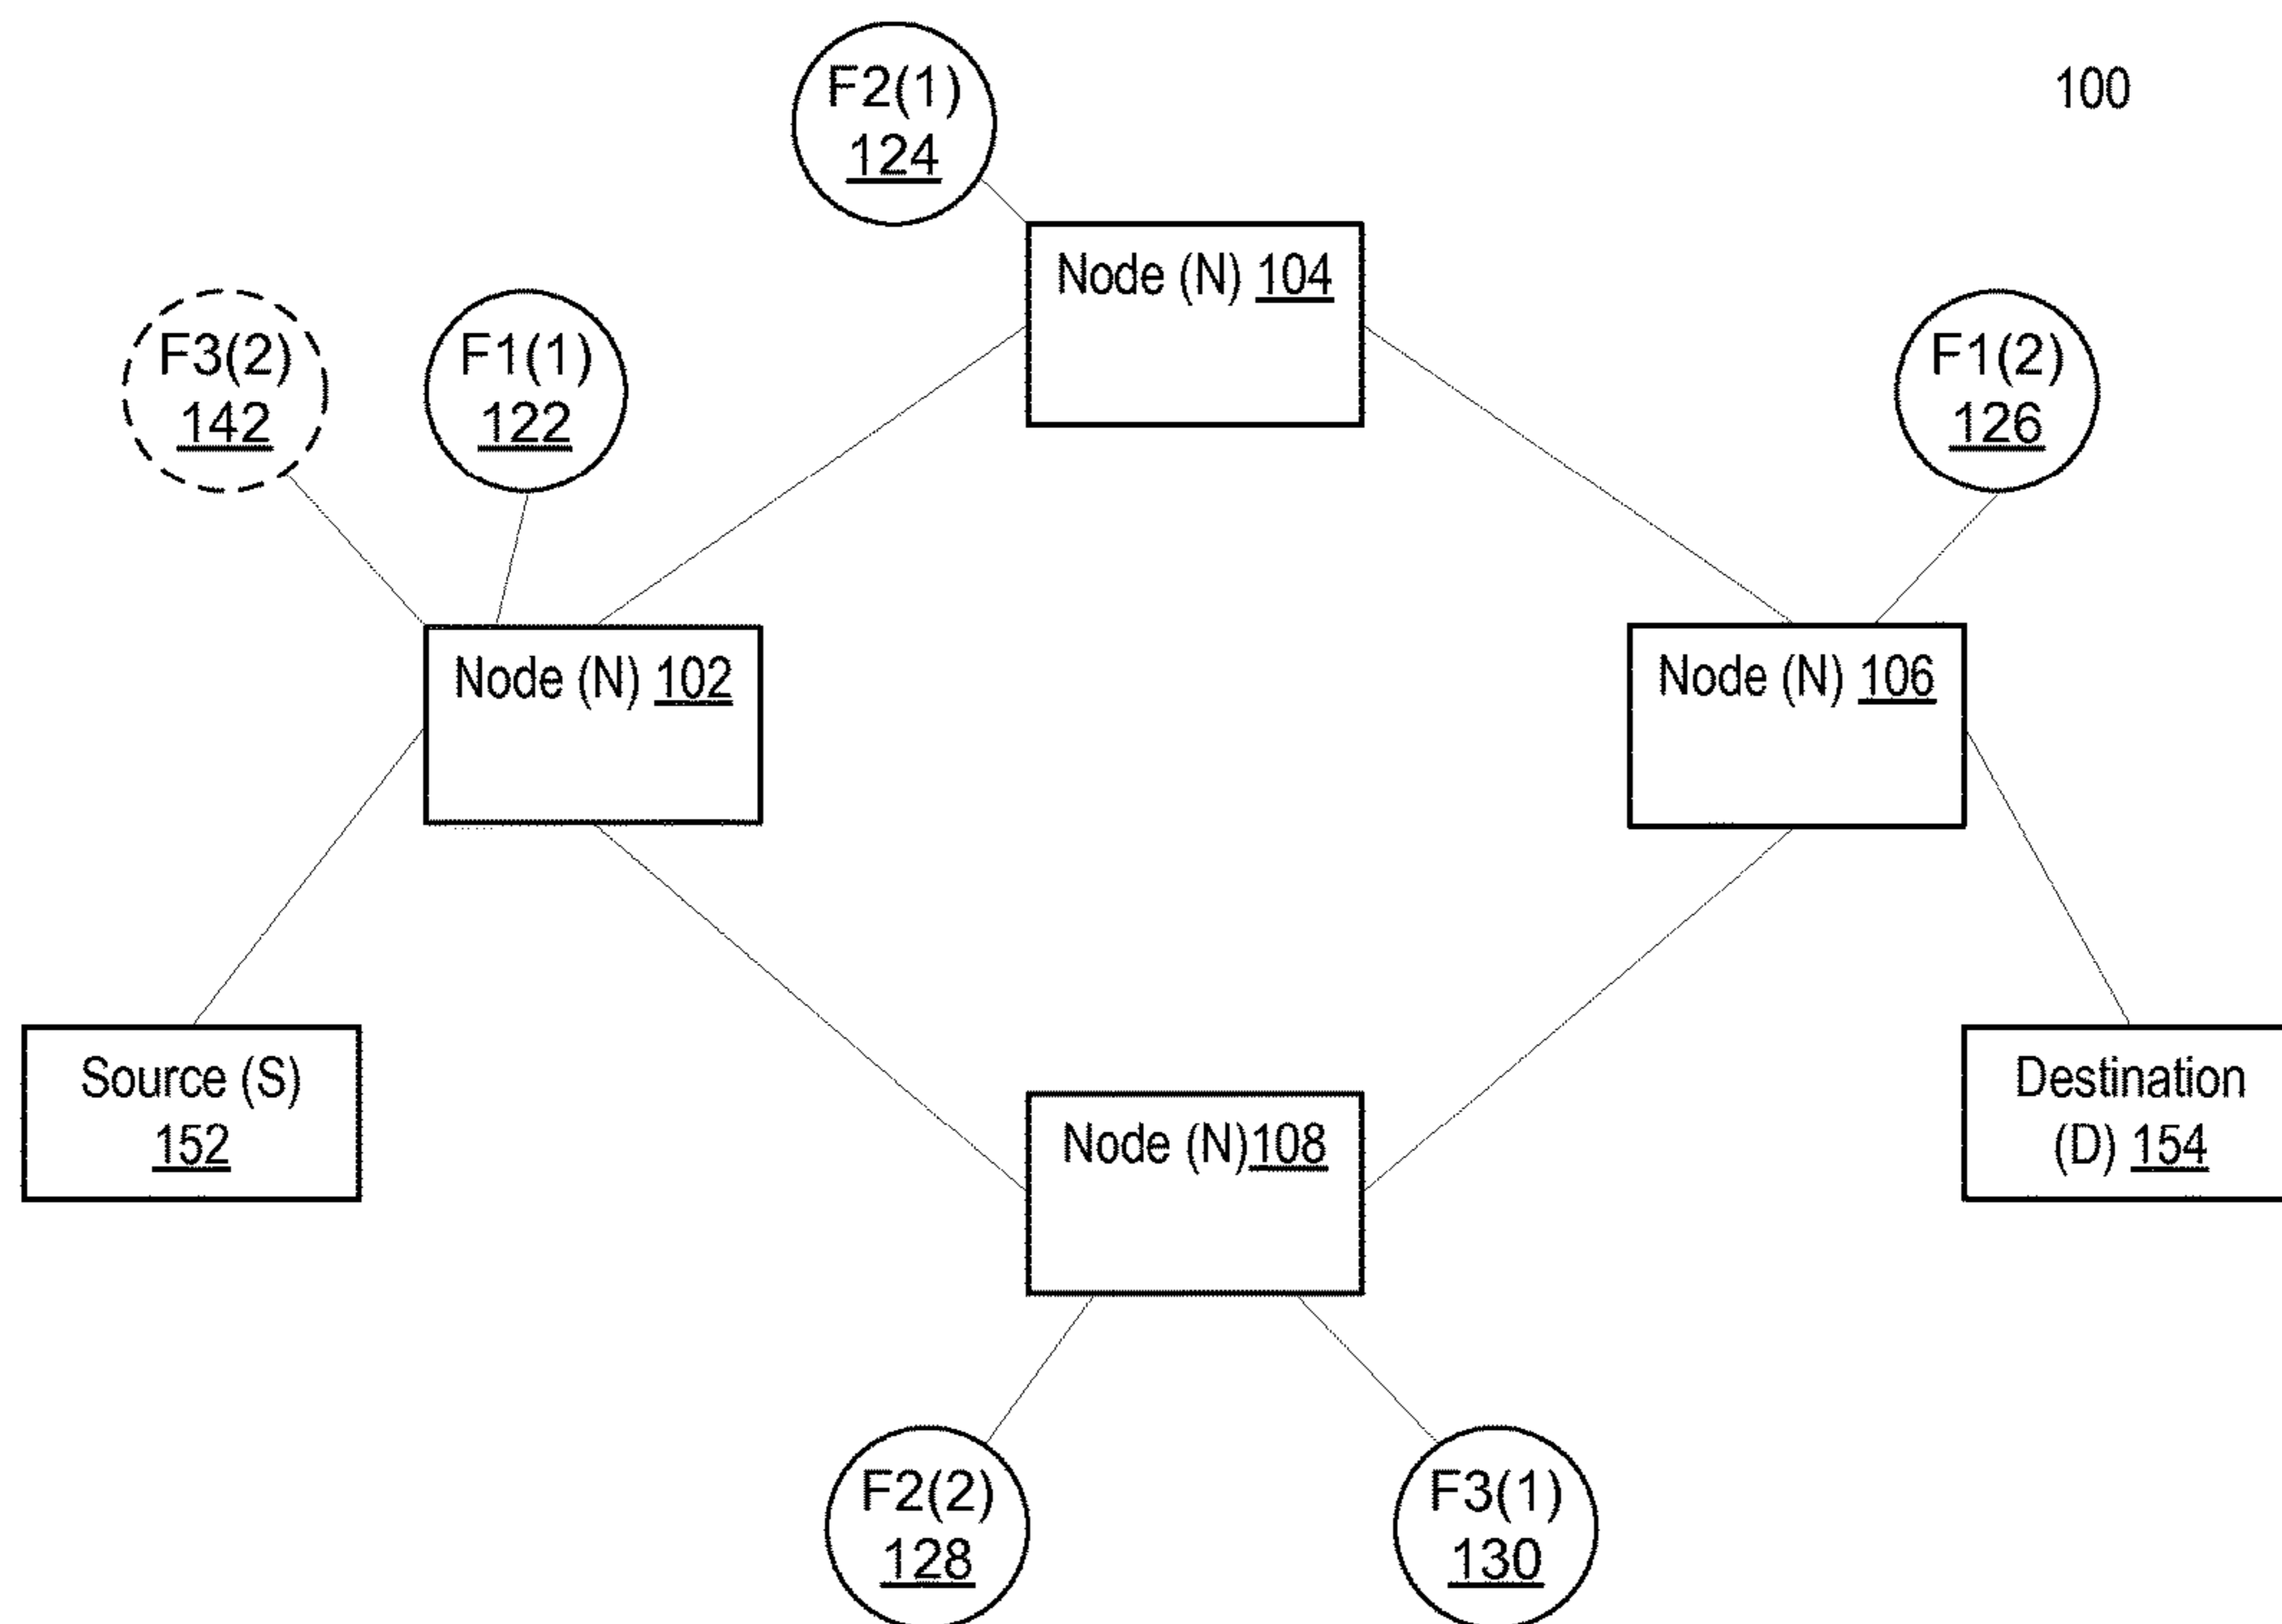 F2(1)
124
100
Node (N) 104
F3(2)
142
F1(1)
122
F1(2)
126
Node (N) 102
Node (N) 106
Source (S)
152
Node (N)108
Destination
(D) 154
F2(2)
128
F3(1)
130